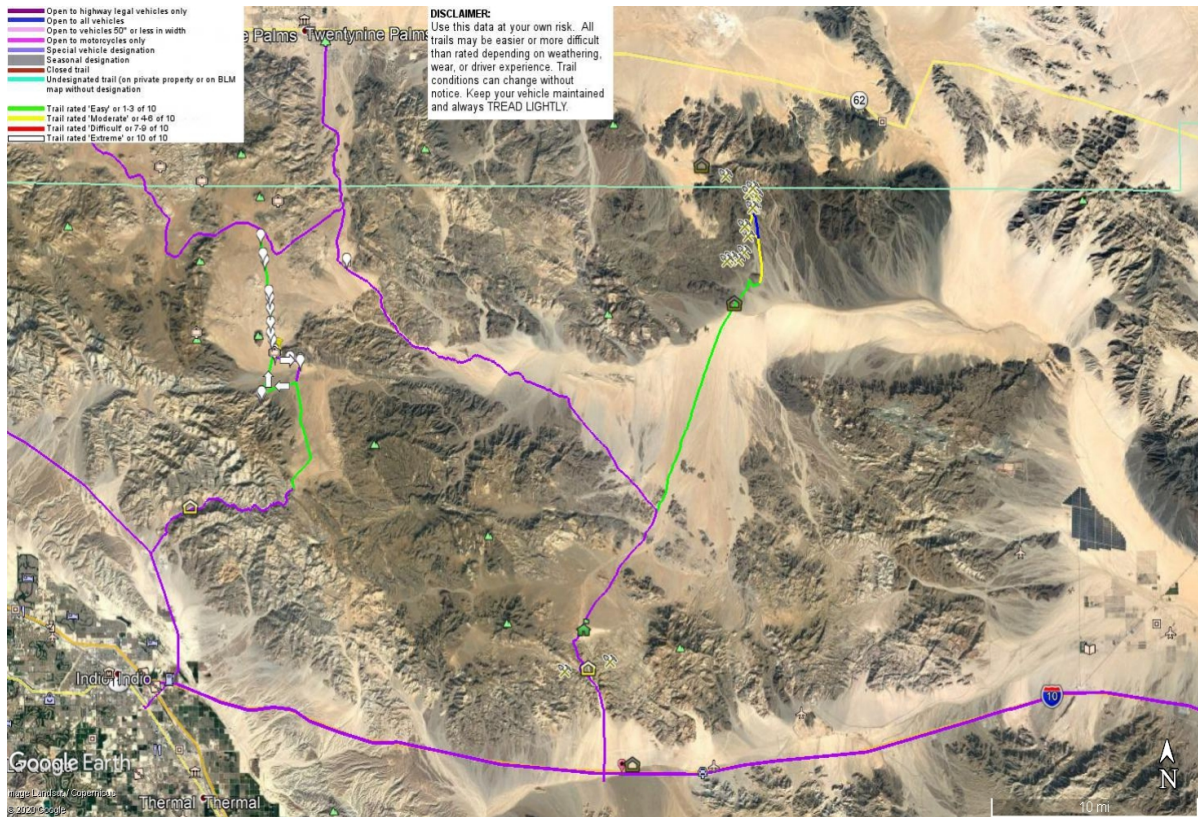 Open to highway legal vehicles only
Open to all vehicles
Open to vehicles 50" or less in width
Open to motorcycles only
Special vehicle designation
Seasonal designation
Closed trail
Undesignated trail (on private property or on BLM
map without designation
Trail rated 'Easy' or 1-3 of 10
Trail rated 'Moderate' or 4-6 of 10
Trail rated 'Difficult' or 7-9 of 10
Trail rated 'Extreme' or 10 of 10
DISCLAIMER:
Use this data at your own risk. All
trails may be easier or more difficult
than rated depending on weathering,
wear, or driver experience. Trail
conditions can change without
notice. Keep your vehicle maintained
and always TREAD LIGHTLY.
e Palms Twentynine Palms
62
Indio Indio
10
Google Earth
Image Landsat / Copernicus
© 2020 Google
Thermal Thermal
N
10 mi